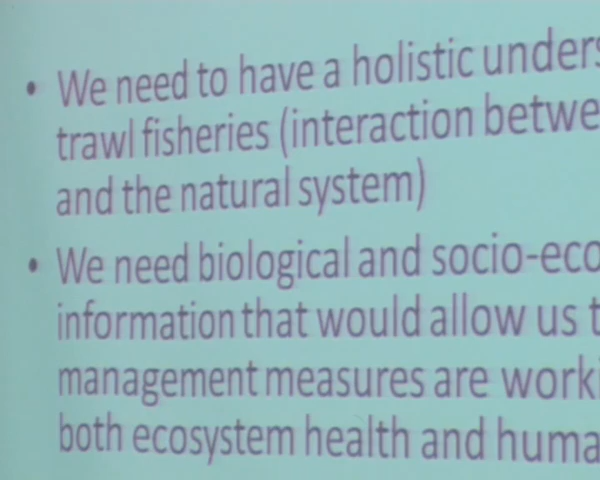 • We need to have a holistic unders
trawl fisheries (interaction betwe
and the natural system)
• We need biological and socio-eco
information that would allow us t
management measures are worki
both ecosystem health and huma